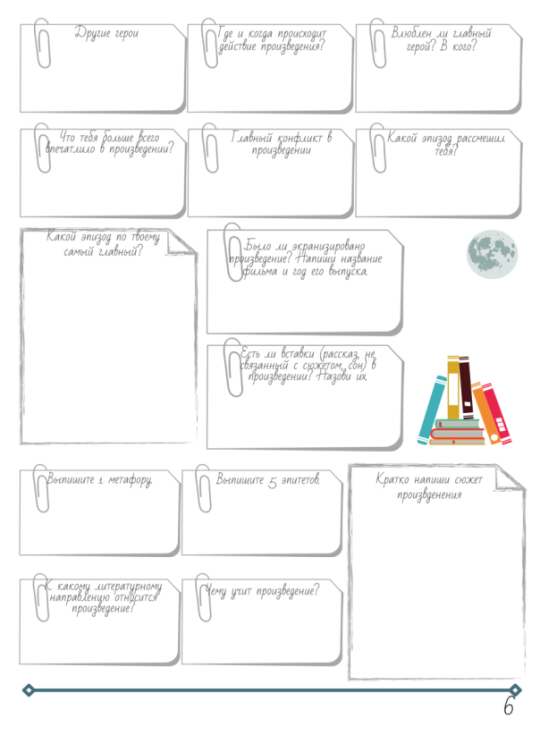 Другие герои
Где и когда происходит
действие произведения?
Влюблен ли главный
герой? В кого?
Что тебя больше всего
впечатлило в произведении?
Главный конфликт в
произведении
Какой эпизод рассмешил
тебя?
Какой эпизод по твоему
самый главный?
Было ли экранизировано
произведение? Напиши название
фильма и год его выпуска.
Есть ли вставки (рассказ, не
связанный с сюжетом, сон) в
произведении? Назови их
Выпишите 1 метафору.
Выпишите 5 эпитетов.
Кратко напиши сюжет
произвденения
К какому литературному
направлению относится
произведение?
Чему учит произведение?
6